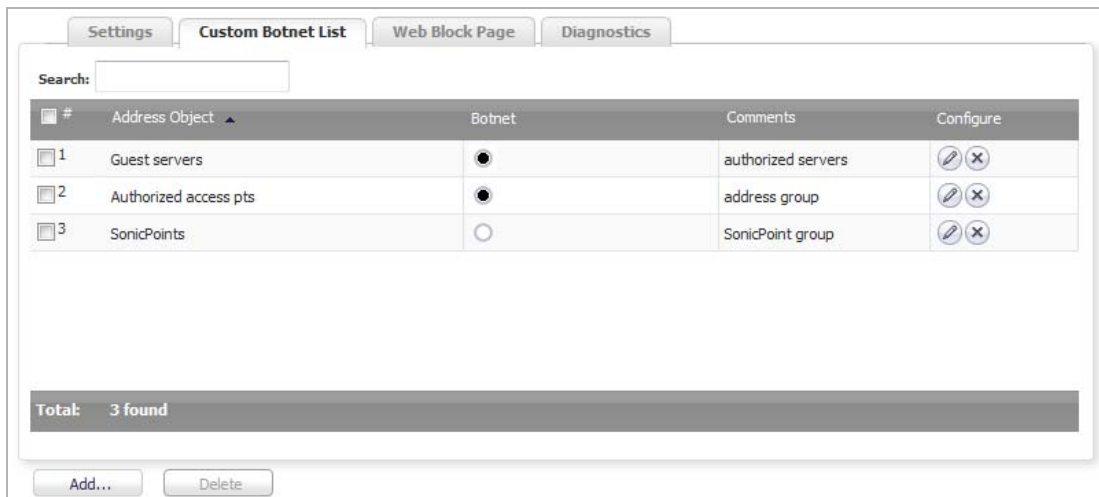 Settings Custom Botnet List Web Block Page Diagnostics
Search:
# Address Object Botnet Comments Configure
1 Guest servers authorized servers
2 Authorized access pts address group
3 SonicPoints SonicPoint group
Total: 3 found
Add... Delete